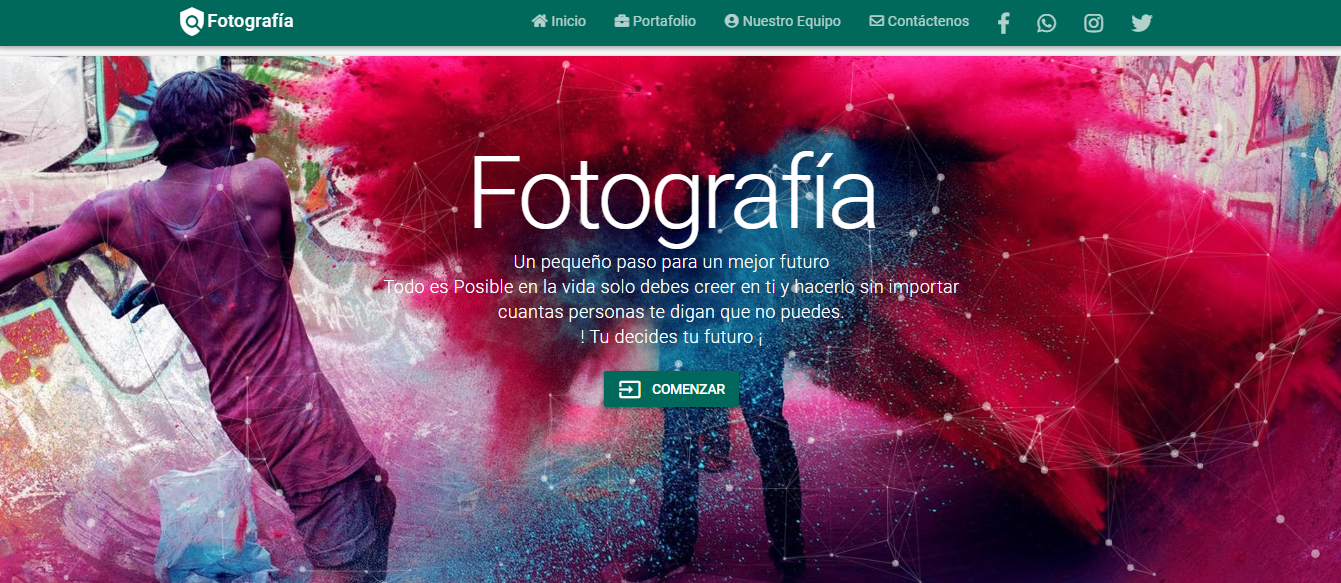 Fotografía
Inicio
Portafolio
Nuestro Equipo
Contáctenos
Fotografía
Un pequeño paso para un mejor futuro
Todo es Posible en la vida solo debes creer en ti y hacerlo sin importar
cuantas personas te digan que no puedes.
! Tu decides tu futuro ¡
COMENZAR